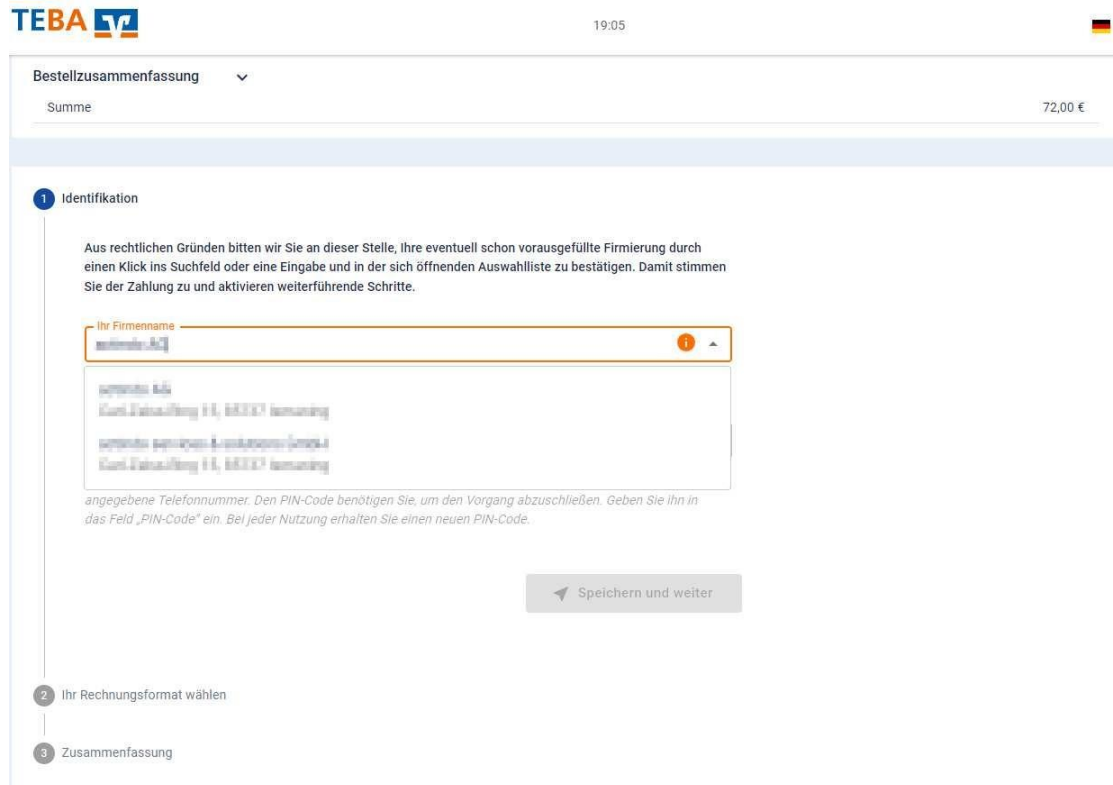 TEBA
19:05
Bestellzusammenfassung
Summe 72,00 €
1 Identifikation
Aus rechtlichen Gründen bitten wir Sie an dieser Stelle, Ihre eventuell schon vorausgefüllte Firmierung durch
einen Klick ins Suchfeld oder eine Eingabe und in der sich öffnenden Auswahlliste zu bestätigen. Damit stimmen
Sie der Zahlung zu und aktivieren weiterführende Schritte.
Ihr Firmenname
angegebene Telefonnummer. Den PIN-Code benötigen Sie, um den Vorgang abzuschließen. Geben Sie ihn in
das Feld „PIN-Code“ ein. Bei jeder Nutzung erhalten Sie einen neuen PIN-Code.
Speichern und weiter
2 Ihr Rechnungsformat wählen
3 Zusammenfassung